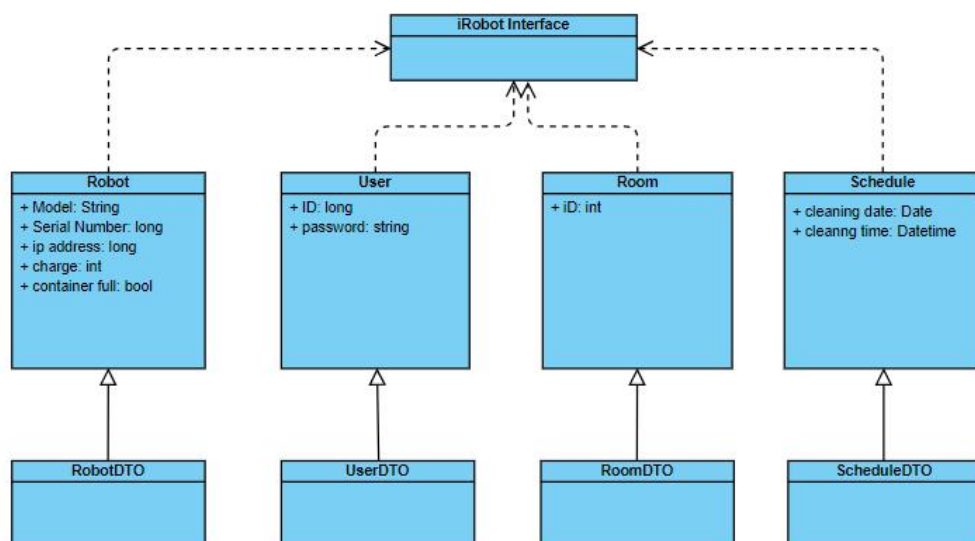 iRobot Interface
Robot
+ Model: String
+ Serial Number: long
+ ip address: long
+ charge: int
+ container full: bool
User
+ ID: long
+ password: string
Room
+ iD: int
Schedule
+ cleaning date: Date
+ cleanng time: Datetime
RobotDTO
UserDTO
RoomDTO
ScheduleDTO